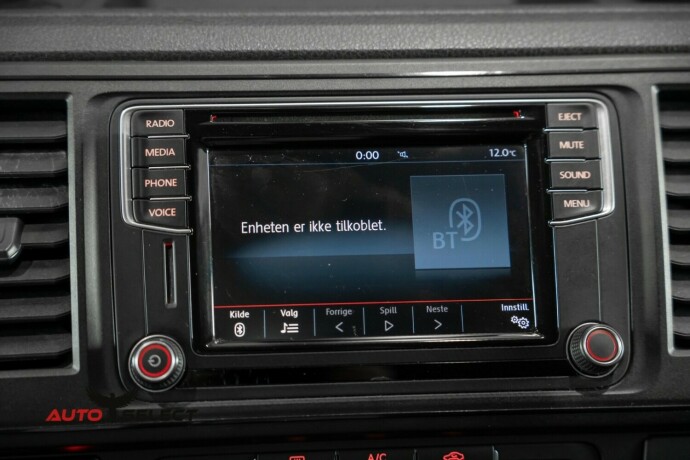 RADIO
EJECT
MEDIA
0:00
12.0°C
MUTE
PHONE
SOUND
VOICE
MENU
Enheten er ikke tilkoblet.
BT
Kilde
Valg
Forrige
Spill
Neste
Innstill.
AUTO SELECT
A/C